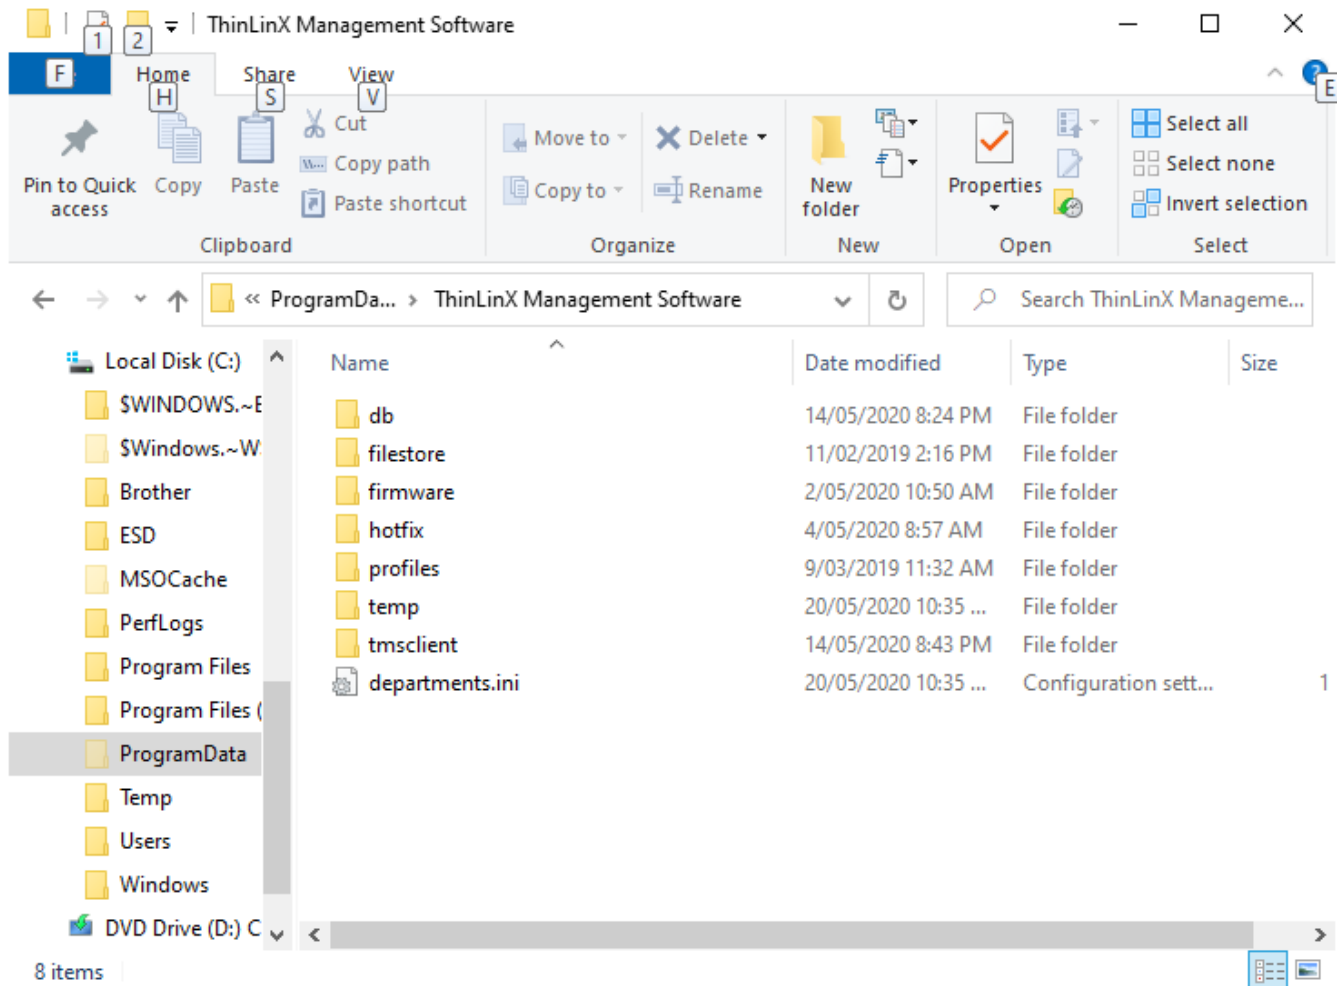 1 2 ThinLinX Management Software
F Home Share View
H S V E
Pin to Quick access Copy Paste Cut
Copy path
Paste shortcut
Move to Delete
Copy to Rename
New folder Properties
Select all
Select none
Invert selection
Clipboard Organize New Open Select
« ProgramDa... > ThinLinX Management Software Search ThinLinX Manageme...
Local Disk (C:)
$WINDOWS.~E
$Windows.~W
Brother
ESD
MSOCache
PerfLogs
Program Files
Program Files (
ProgramData
Temp
Users
Windows
DVD Drive (D:) C
Name Date modified Type Size
db 14/05/2020 8:24 PM File folder
filestore 11/02/2019 2:16 PM File folder
firmware 2/05/2020 10:50 AM File folder
hotfix 4/05/2020 8:57 AM File folder
profiles 9/03/2019 11:32 AM File folder
temp 20/05/2020 10:35 ... File folder
tmsclient 14/05/2020 8:43 PM File folder
departments.ini 20/05/2020 10:35 ... Configuration sett... 1
8 items